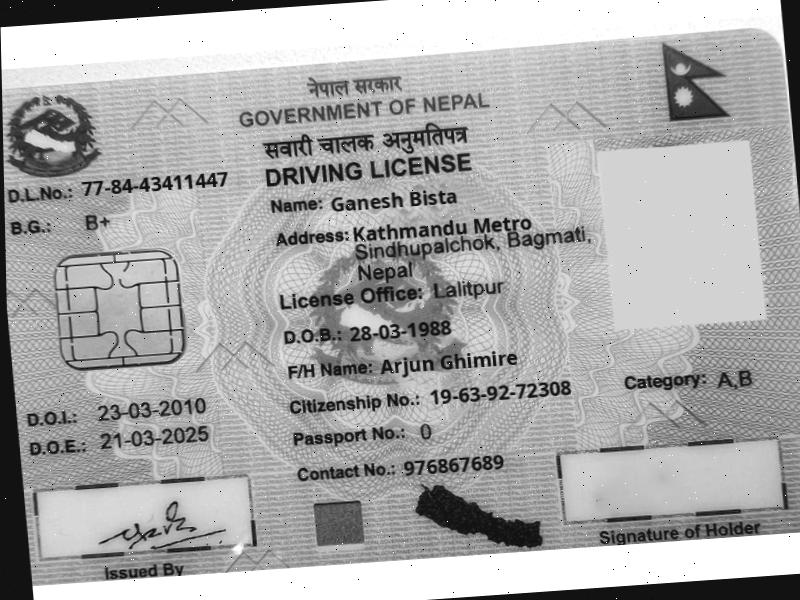 नेपाल सरकार
GOVERNMENT OF NEPAL
सवारी चालक अनुमतिपत्र
DRIVING LICENSE
D.L.No.: 77-84-43411447
B.G.: B+
Name: Ganesh Bista
Address: Kathmandu Metro
Sindhupalchok, Bagmati,
Nepal
License Office: Lalitpur
D.O.B.: 28-03-1988
F/H Name: Arjun Ghimire
Citizenship No.: 19-63-92-72308
Category: A,B
D.O.I.: 23-03-2010
Passport No.: 0
D.O.E.: 21-03-2025
Contact No.: 976867689
Issued By
Signature of Holder